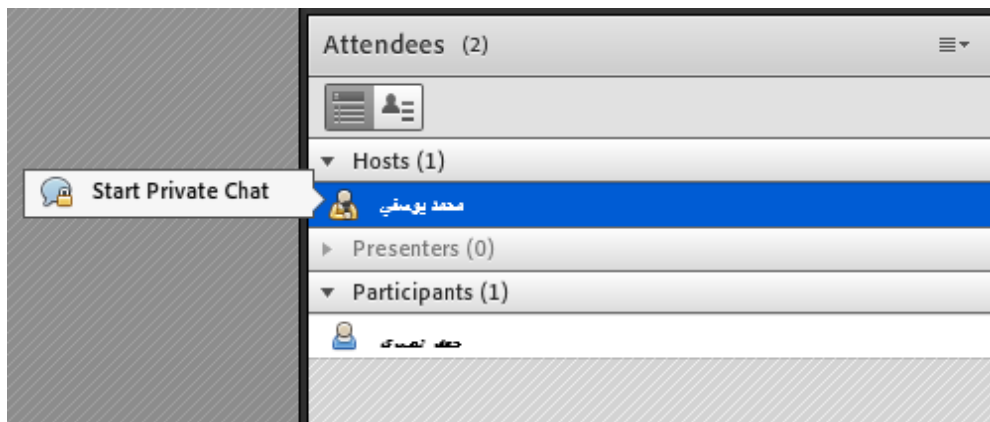 Attendees (2)
Hosts (1)
Start Private Chat
محمد يوسفي
Presenters (0)
Participants (1)